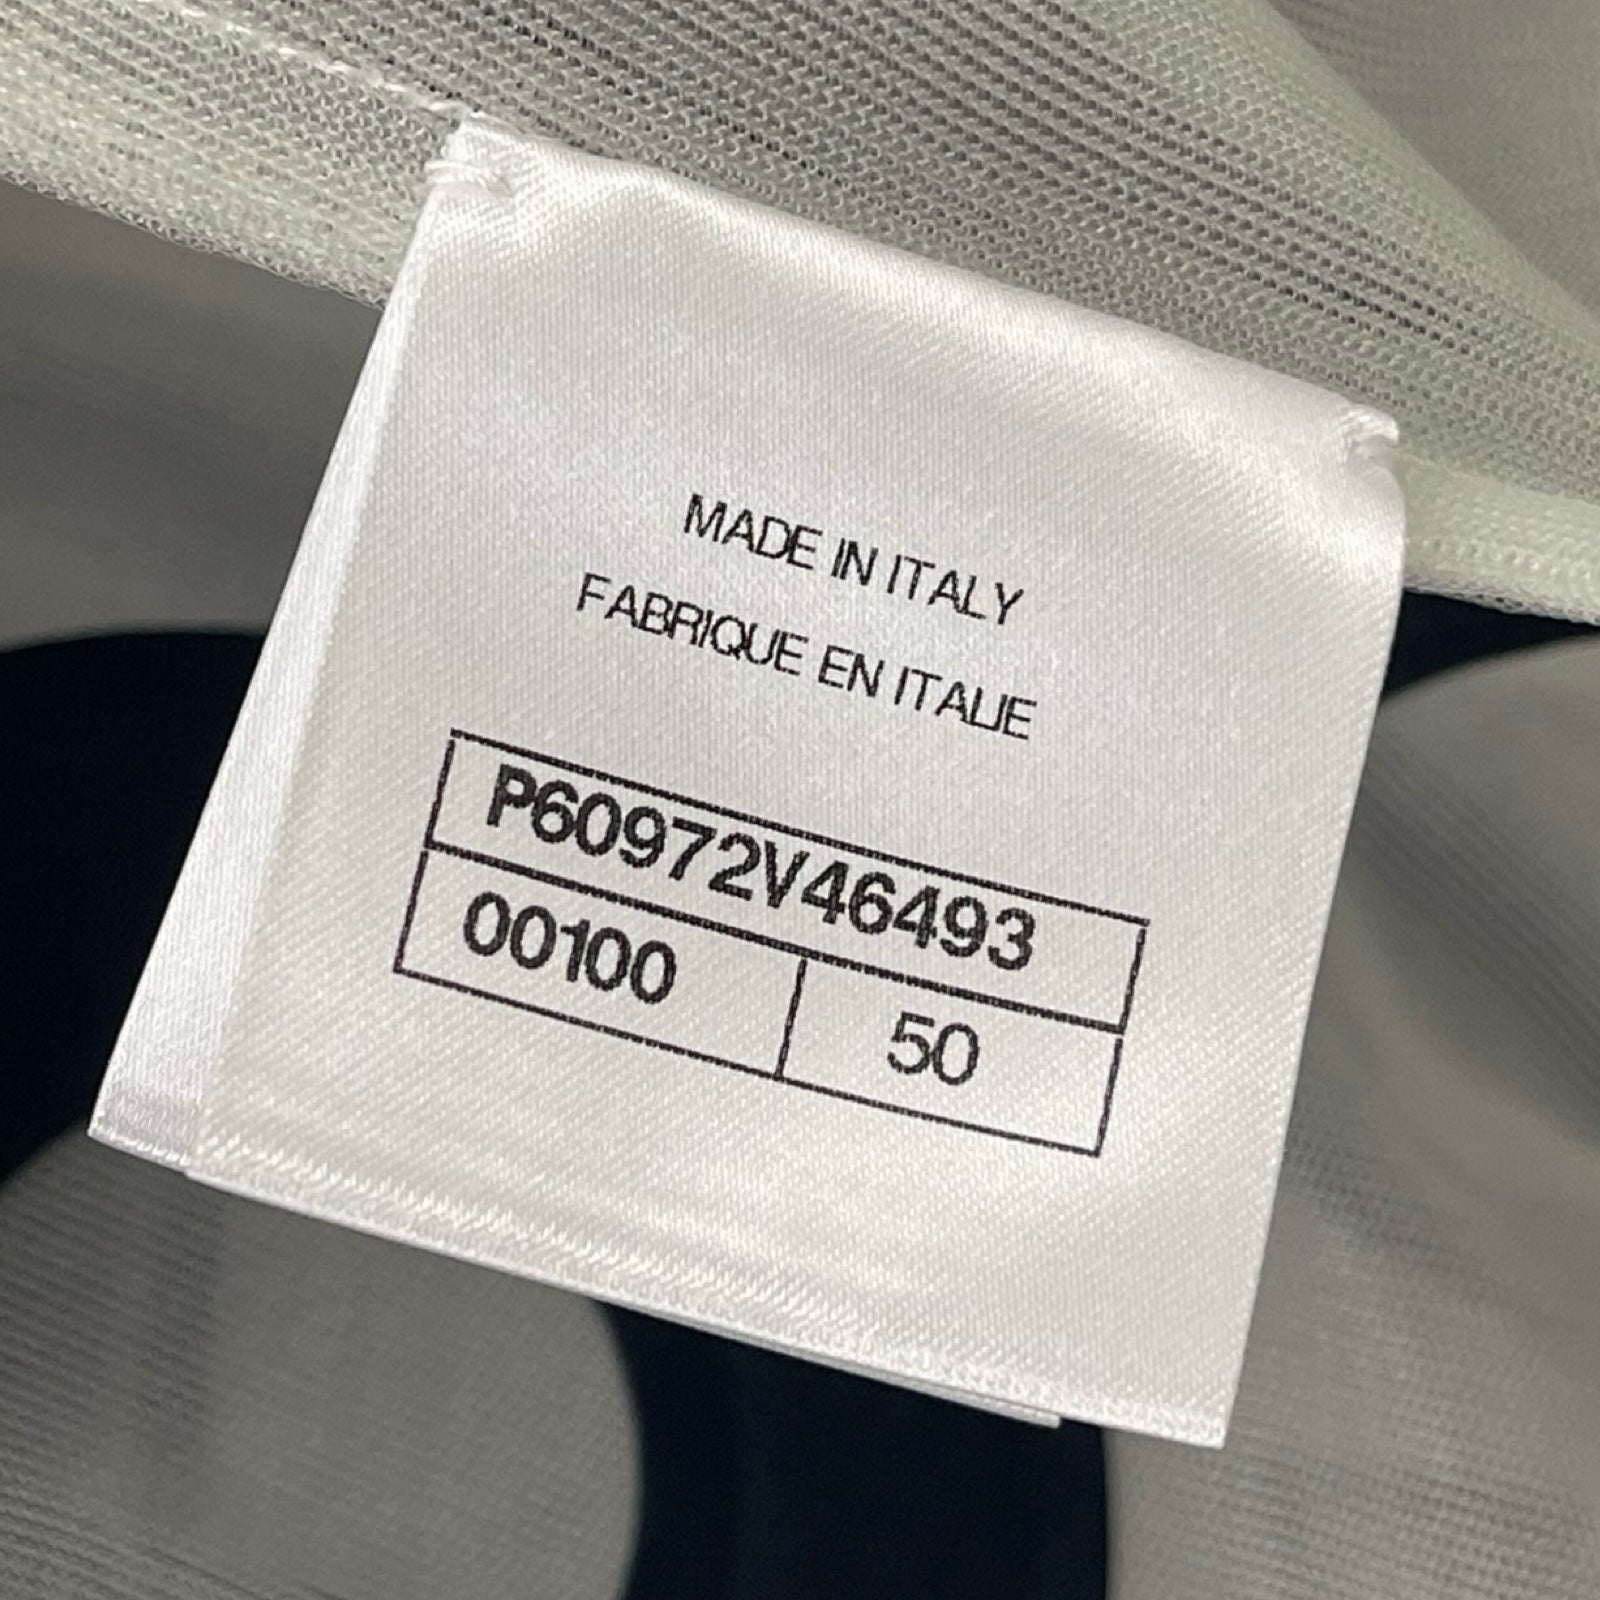 MADE IN ITALY
FABRIQUE EN ITALIE
P60972V46493
00100 50